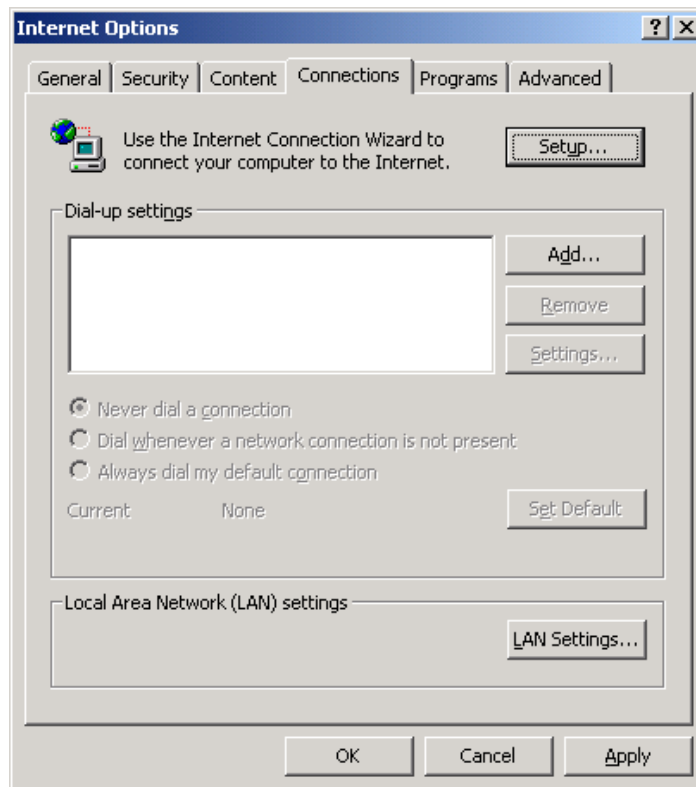 Internet Options
General Security Content Connections Programs Advanced
Use the Internet Connection Wizard to
connect your computer to the Internet.
Setup...
Dial-up settings
Add...
Remove
Settings...
Never dial a connection
Dial whenever a network connection is not present
Always dial my default connection
Current None Set Default
Local Area Network (LAN) settings
LAN Settings...
OK Cancel Apply